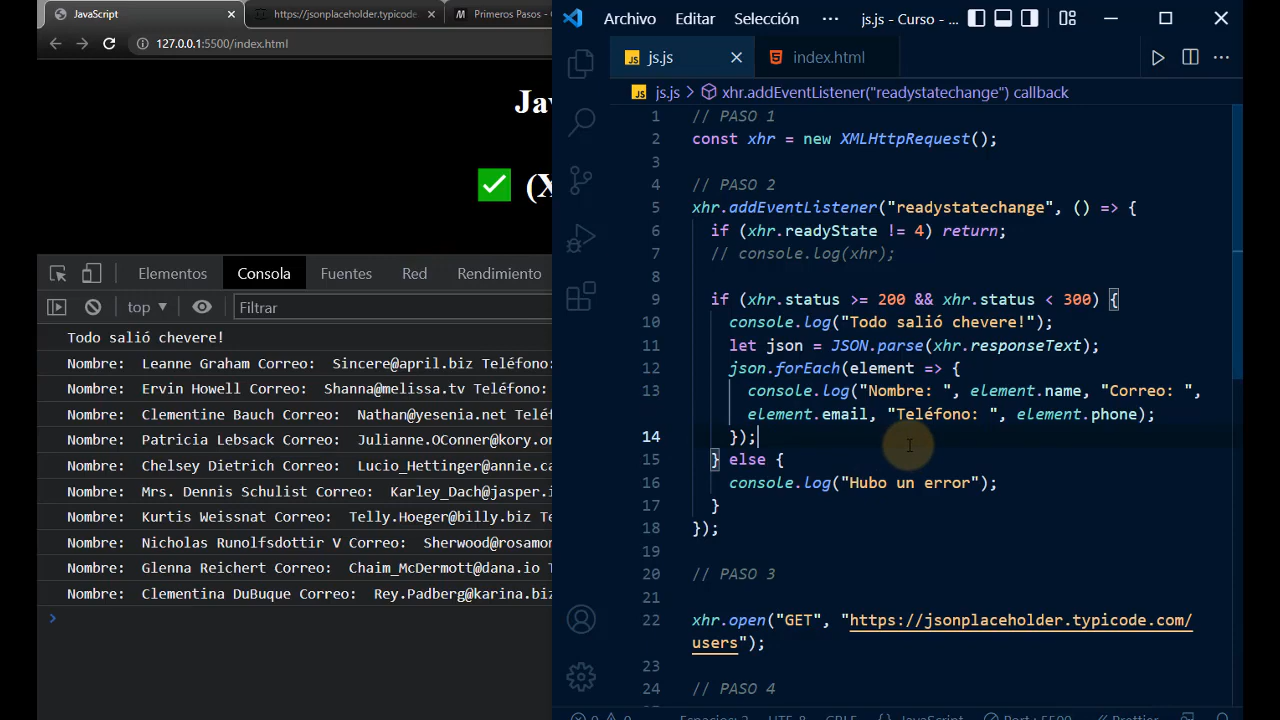 JavaScript
https://jsonplaceholder.typicode
Primeros Pasos -
127.0.0.1:5500/index.html
Elementos
Consola
Fuentes
Red
Rendimiento
top
Filtrar
Todo salió chevere!
Nombre: Leanne Graham Correo: Sincere@april.biz Teléfono:
Nombre: Ervin Howell Correo: Shanna@melissa.tv Teléfono:
Nombre: Clementine Bauch Correo: Nathan@yesenia.net
Nombre: Patricia Lebsack Correo: Julianne.OConner@kory.
Nombre: Chelsey Dietrich Correo: Lucio_Hettinger@annie.
Nombre: Mrs. Dennis Schulist Correo: Karley_Dach@jasper.
Nombre: Kurtis Weissnat Correo: Telly.Hoeger@billy.biz
Nombre: Nicholas Runolfsdottir V Correo: Sherwood@rosamon
Nombre: Glenna Reichert Correo: Chaim_McDermott@dana.io
Nombre: Clementina DuBuque Correo: Rey.Padberg@karina.
Archivo Editar Selección ··· js.js - Curso - ...
js.js
index.html
js.js > xhr.addEventListener("readystatechange") callback
1 // PASO 1
2 const xhr = new XMLHttpRequest();
3
4 // PASO 2
5 xhr.addEventListener("readystatechange", () => {
6 if (xhr.readyState != 4) return;
7 // console.log(xhr);
8
9 if (xhr.status >= 200 && xhr.status < 300) {
10 console.log("Todo salió chevere!");
11 let json = JSON.parse(xhr.responseText);
12 json.forEach(element => {
13 console.log("Nombre: ", element.name, "Correo: ",
element.email, "Teléfono: ", element.phone);
14 });
15 } else {
16 console.log("Hubo un error");
17 }
18 });
19
20 // PASO 3
21
22 xhr.open("GET", "https://jsonplaceholder.typicode.com/
users");
23
24 // PASO 4